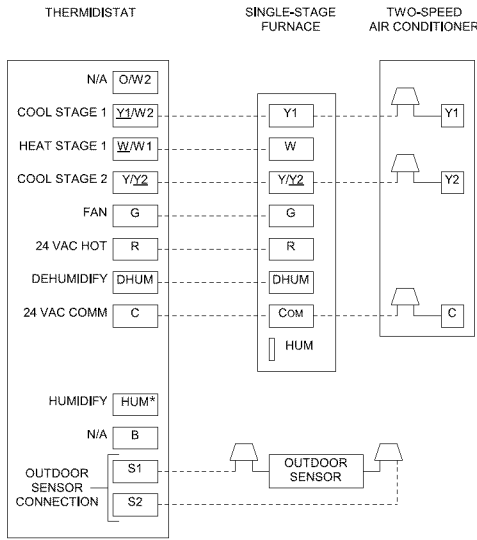 THERMIDISTAT
SINGLE-STAGE
FURNACE
TWO-SPEED
AIR CONDITIONER
N/A O/W2
COOL STAGE 1 Y1/W2 Y1 Y1
HEAT STAGE 1 W/W1 W
COOL STAGE 2 Y/Y2 Y/Y2 Y2
FAN G G
24 VAC HOT R R
DEHUMIDIFY DHUM DHUM
24 VAC COMM C COM C
HUM
HUMIDIFY HUM*
N/A B
OUTDOOR
SENSOR
CONNECTION
S1
S2
OUTDOOR
SENSOR